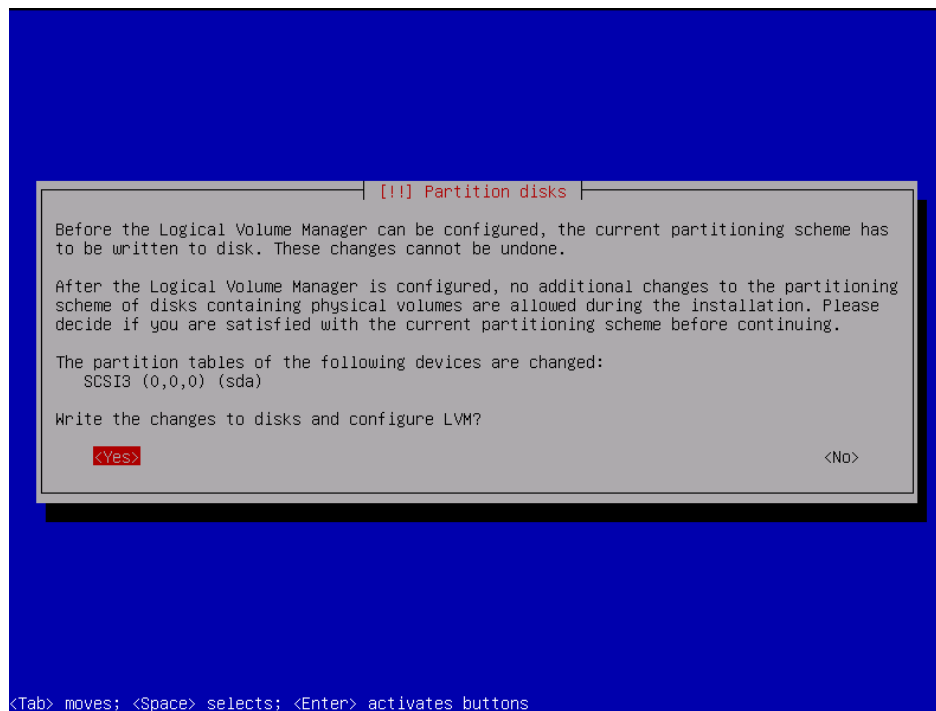 [!!] Partition disks
Before the Logical Volume Manager can be configured, the current partitioning scheme has
to be written to disk. These changes cannot be undone.
After the Logical Volume Manager is configured, no additional changes to the partitioning
scheme of disks containing physical volumes are allowed during the installation. Please
decide if you are satisfied with the current partitioning scheme before continuing.
The partition tables of the following devices are changed:
SCSI3 (0,0,0) (sda)
Write the changes to disks and configure LVM?
<Yes> <No>
<Tab> moves; <Space> selects; <Enter> activates buttons